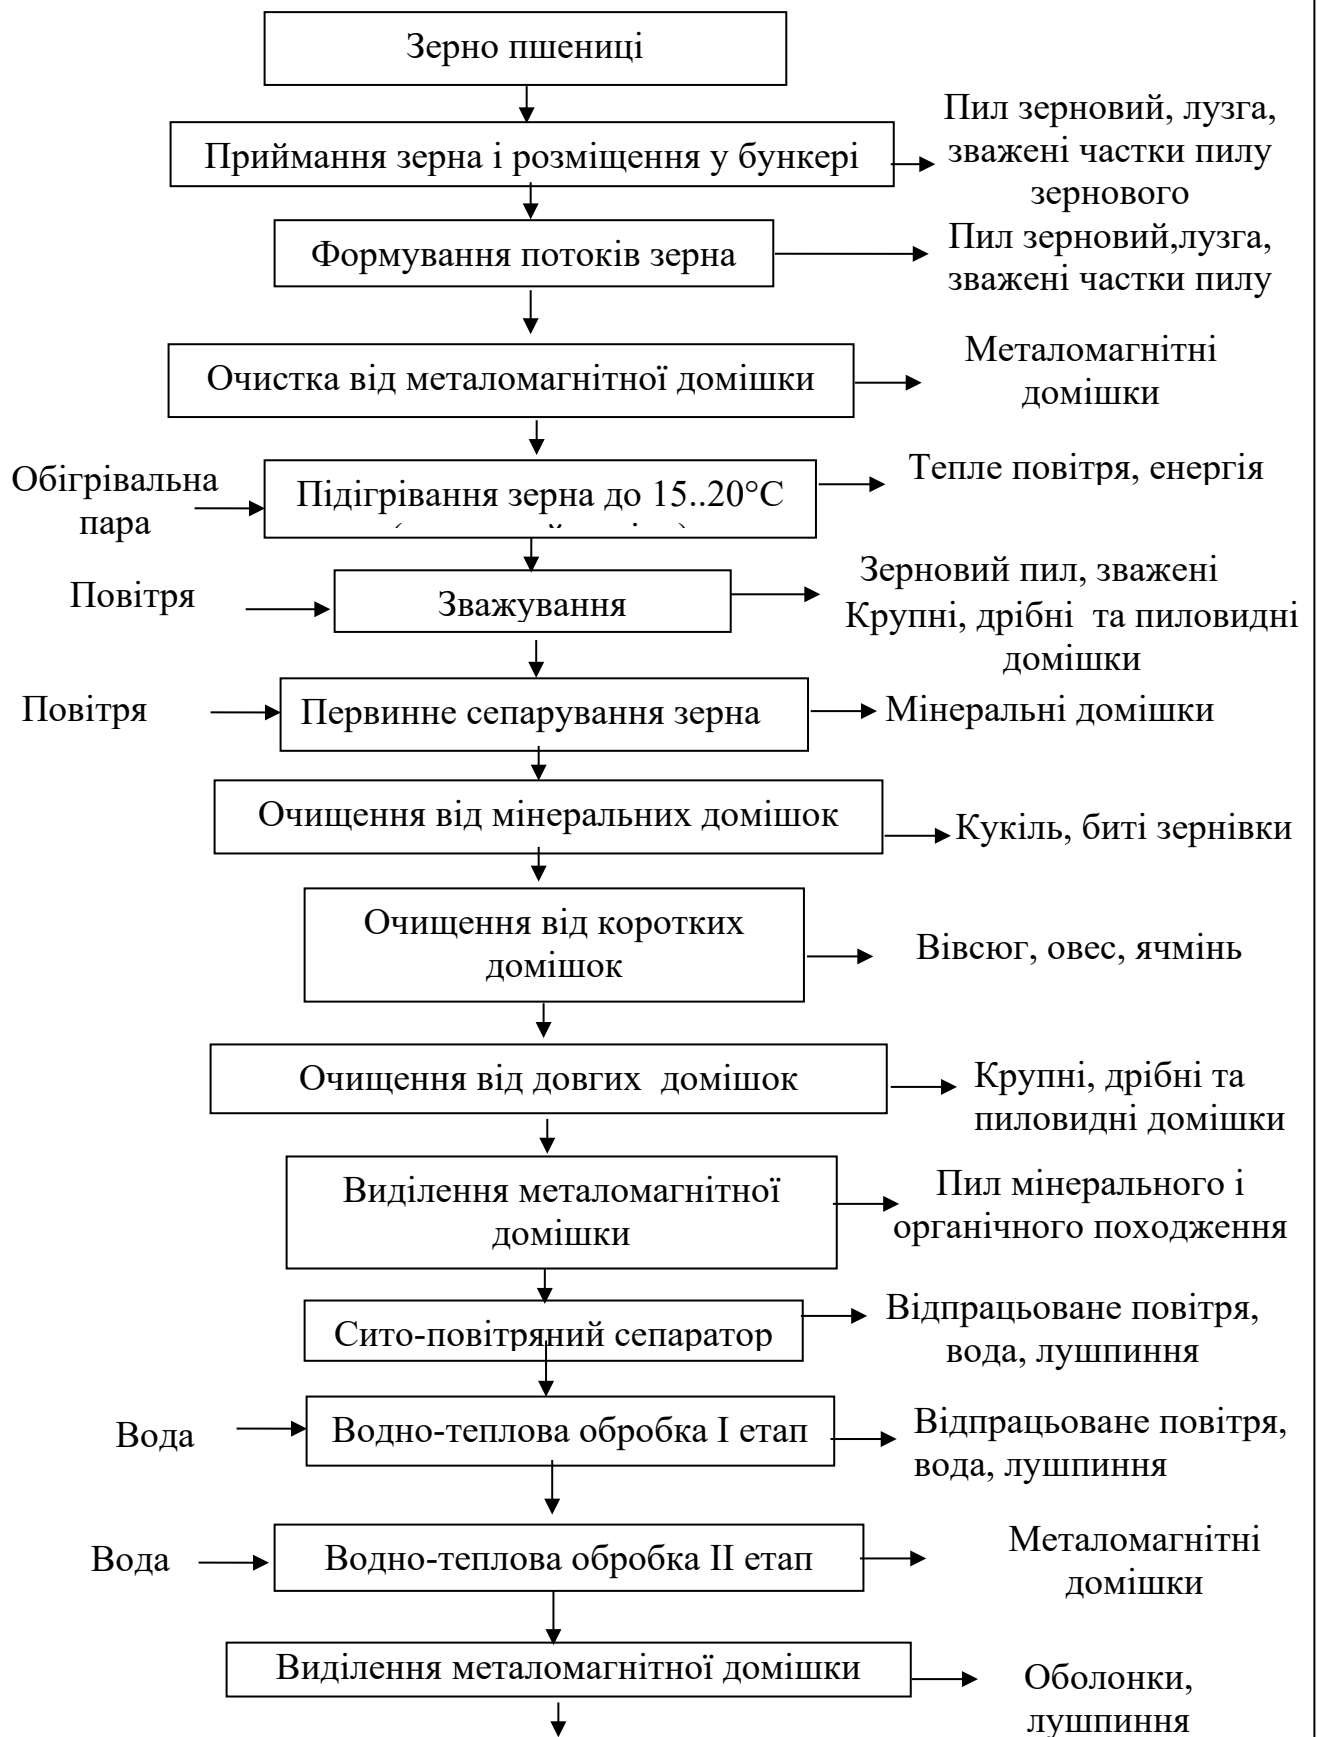 Зерно пшениці
Пил зерновий, лузга,
Приймання зерна і розміщення у бункері
зважені частки пилу
зернового
Формування потоків зерна
Пил зерновий,лузга,
зважені частки пилу
Очистка від металомагнітної домішки
Металомагнітні
домішки
Обігрівальна
пара
Підігрівання зерна до 15..20°С
Тепле повітря, енергія
Повітря
Зважування
Зерновий пил, зважені
Крупні, дрібні та пиловидні
домішки
Повітря
Первинне сепарування зерна
Мінеральні домішки
Очищення від мінеральних домішок
Кукіль, биті зернівки
Очищення від коротких
домішок
Вівсюг, овес, ячмінь
Очищення від довгих домішок
Крупні, дрібні та
пиловидні домішки
Виділення металомагнітної
домішки
Пил мінерального і
органічного походження
Сито-повітряний сепаратор
Відпрацьоване повітря,
вода, лушпиння
Вода
Водно-теплова обробка І етап
Відпрацьоване повітря,
вода, лушпиння
Вода
Водно-теплова обробка ІІ етап
Металомагнітні
домішки
Виділення металомагнітної домішки
Оболонки,
лушпиння